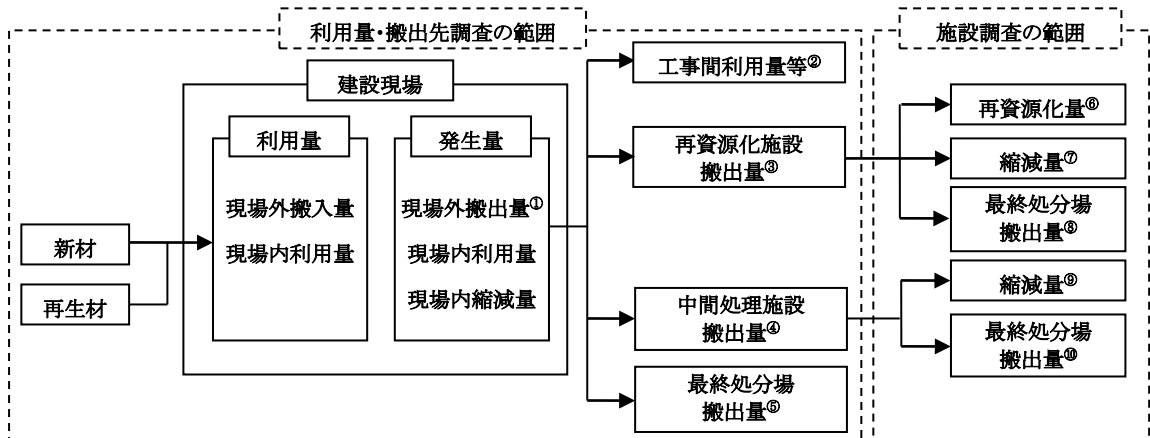 利用量・搬出先調査の範囲
施設調査の範囲
建設現場
利用量
現場外搬入量
現場内利用量
発生量
現場外搬出量①
現場内利用量
現場内縮減量
新材
再生材
工事間利用量等②
再資源化施設
搬出量③
中間処理施設
搬出量④
最終処分場
搬出量⑤
再資源化量⑥
縮減量⑦
最終処分場
搬出量⑧
縮減量⑨
最終処分場
搬出量⑩